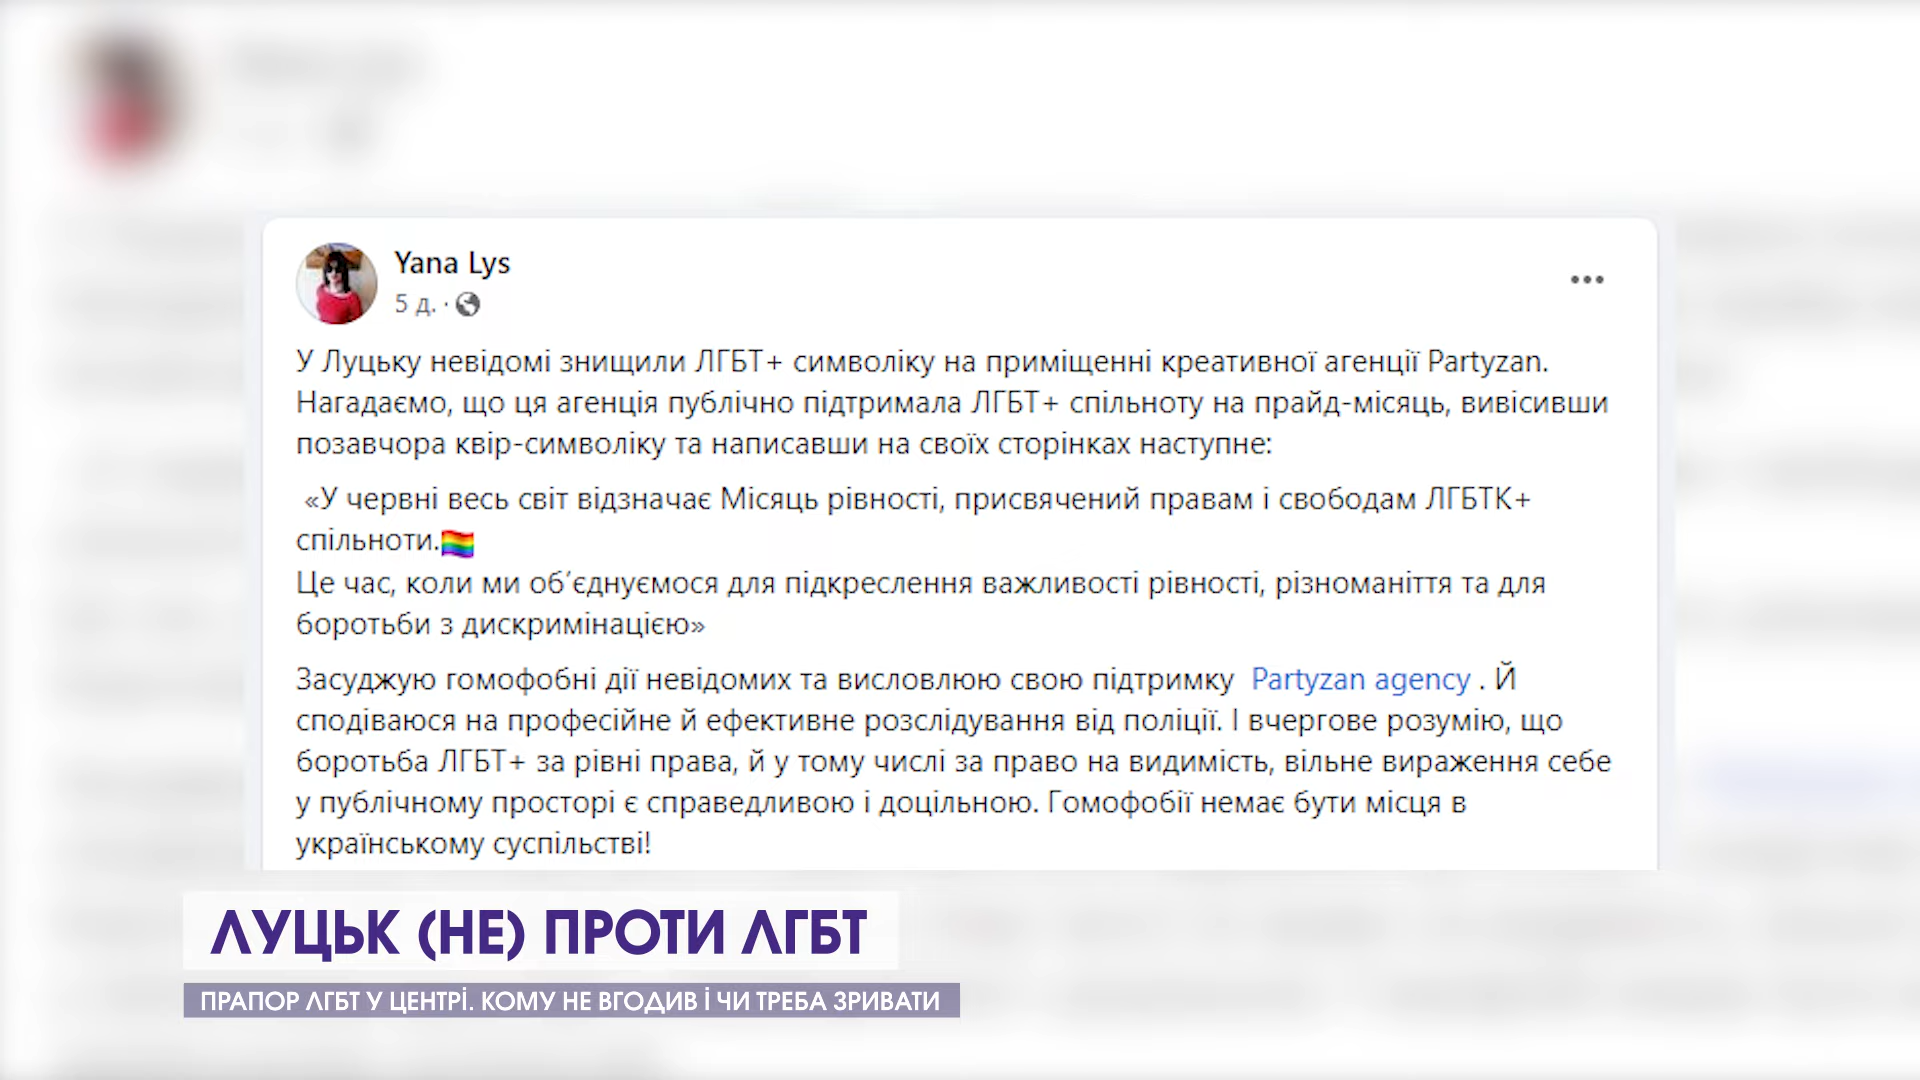 Yana Lys
5 д. ·
У Луцьку невідомі знищили ЛГБТ+ символіку на приміщенні креативної агенції Partyzan.
Нагадаємо, що ця агенція публічно підтримала ЛГБТ+ спільноту на прайд-місяць, вивісивши
позавчора квір-символіку та написавши на своїх сторінках наступне:
«У червні весь світ відзначає Місяць рівності, присвячений правам і свободам ЛГБТК+
спільноти.🏳️‍🌈
Це час, коли ми об’єднуємося для підкреслення важливості рівності, різноманіття та для
боротьби з дискримінацією»
Засуджую гомофобні дії невідомих та висловлюю свою підтримку Partyzan agency . Й
сподіваюся на професійне й ефективне розслідування від поліції. І вчергове розумію, що
боротьба ЛГБТ+ за рівні права, й у тому числі за право на видимість, вільне вираження себе
у публічному просторі є справедливою і доцільною. Гомофобії немає бути місця в
українському суспільстві!
ЛУЦЬК (НЕ) ПРОТИ ЛГБТ
ПРАПОР ЛГБТ У ЦЕНТРІ. КОМУ НЕ ВГОДИВ І ЧИ ТРЕБА ЗРИВАТИ